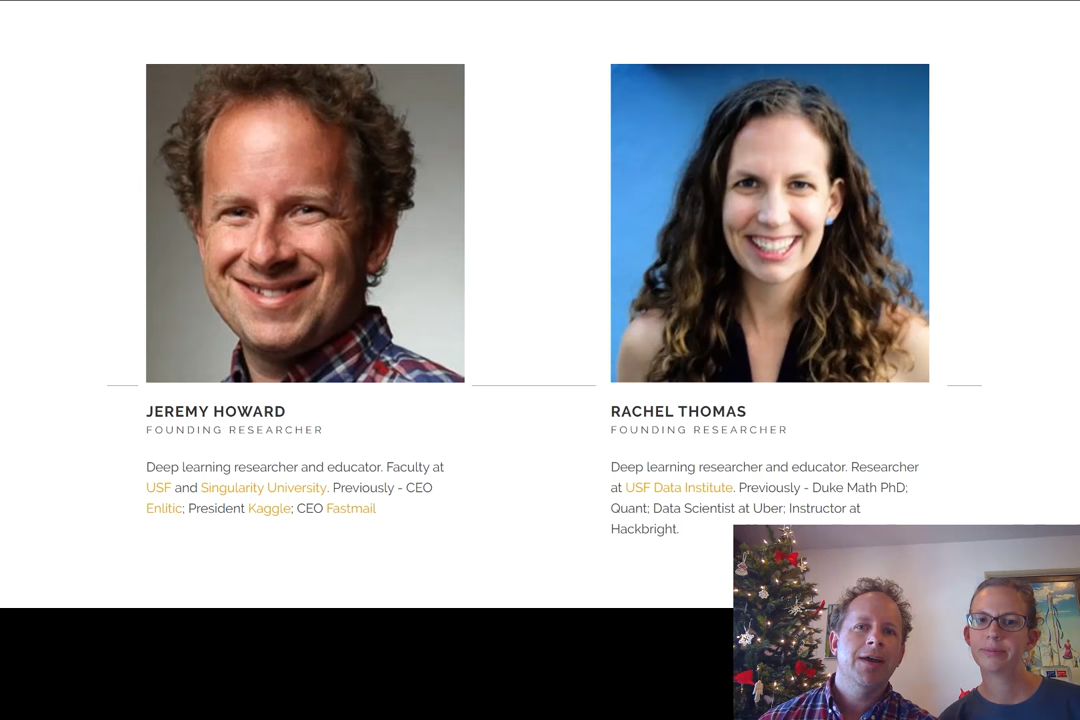 JEREMY HOWARD
FOUNDING RESEARCHER
Deep learning researcher and educator. Faculty at
USF and Singularity University. Previously - CEO
Enlitic; President Kaggle; CEO Fastmail
RACHEL THOMAS
FOUNDING RESEARCHER
Deep learning researcher and educator. Researcher
at USF Data Institute. Previously - Duke Math PhD;
Quant; Data Scientist at Uber; Instructor at
Hackbright.